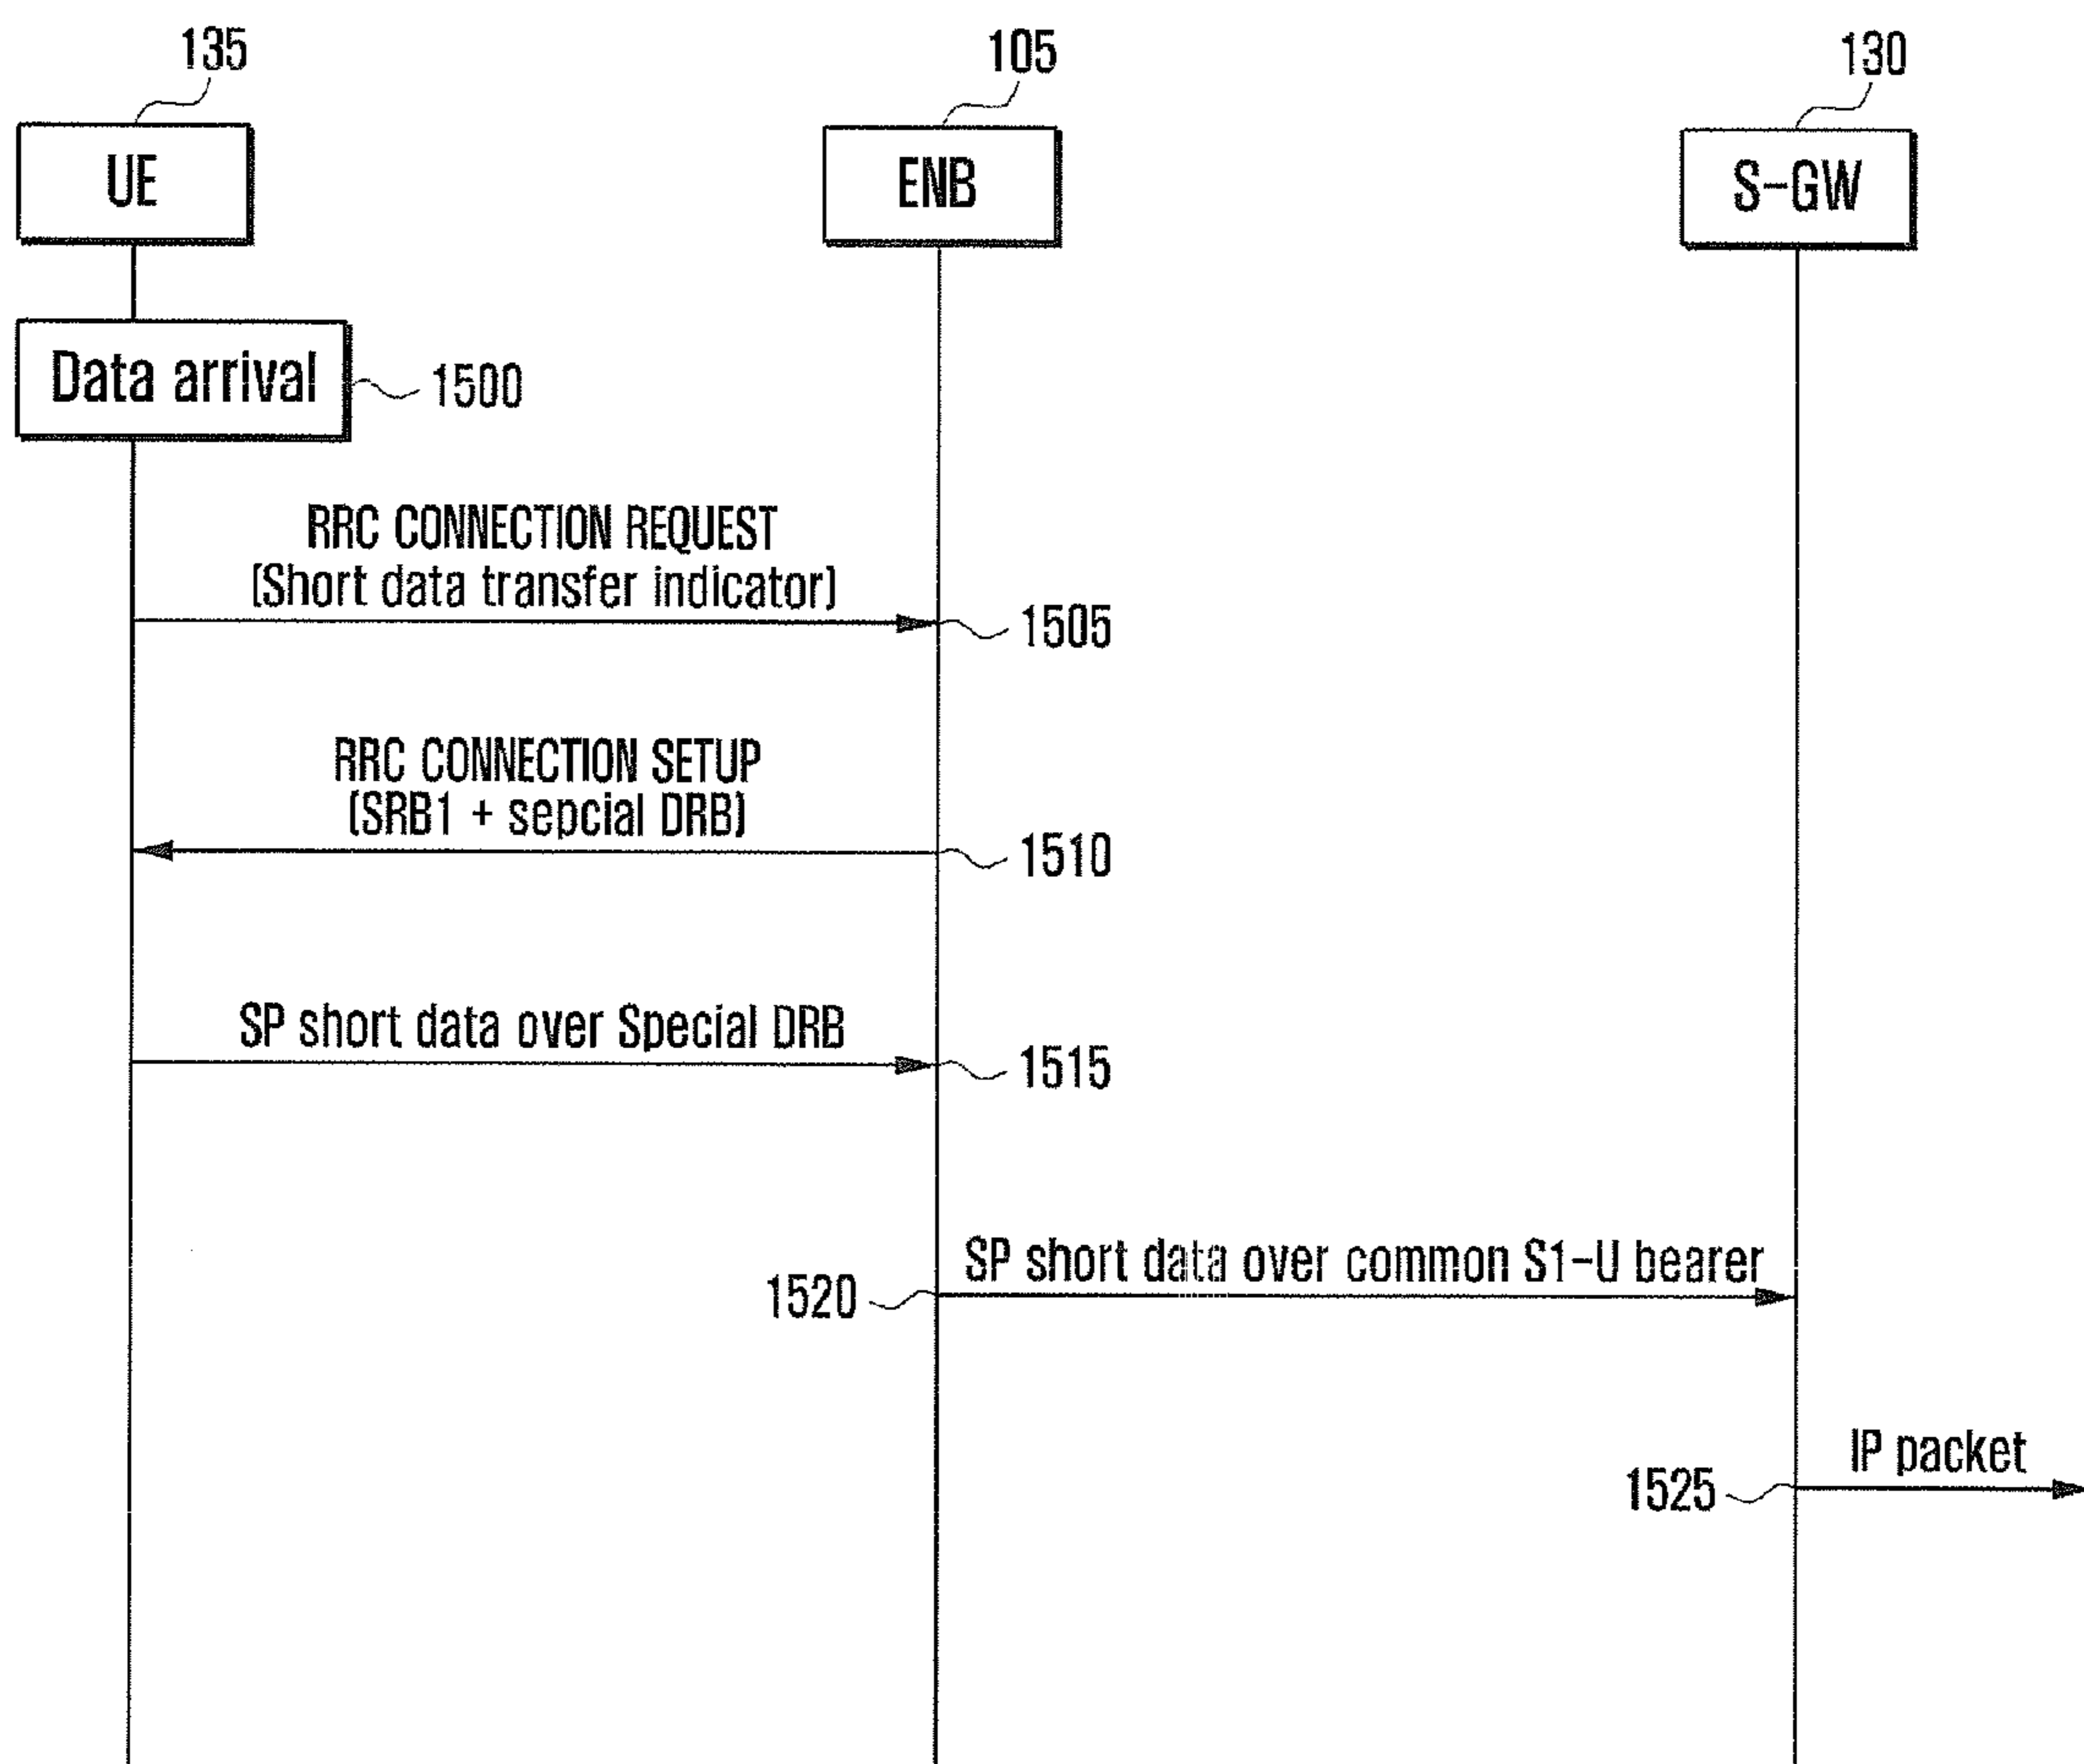 135
105
130
UE
ENB
S-GW
Data arrival
1500
RRC CONNECTION REQUEST
(Short data transfer indicator)
1505
RRC CONNECTION SETUP
(SRB1 + sepcial DRB)
1510
SP short data over Special DRB
1515
SP short data over common S1-U bearer
1520
IP packet
1525